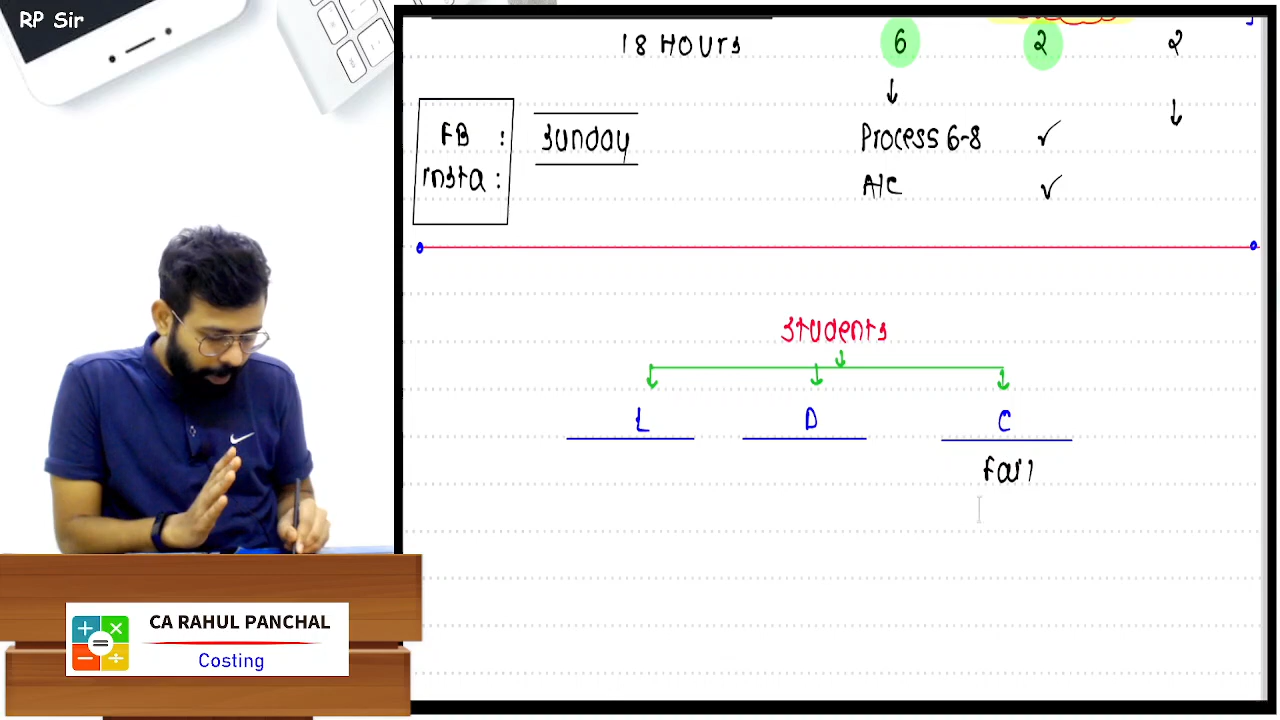 RP Sir
18 HOURS 6 2 2
FB : Sunday
Insta :
Process 6-8 ✓
A/C ✓
Students
L D C
Fail
CA RAHUL PANCHAL
Costing